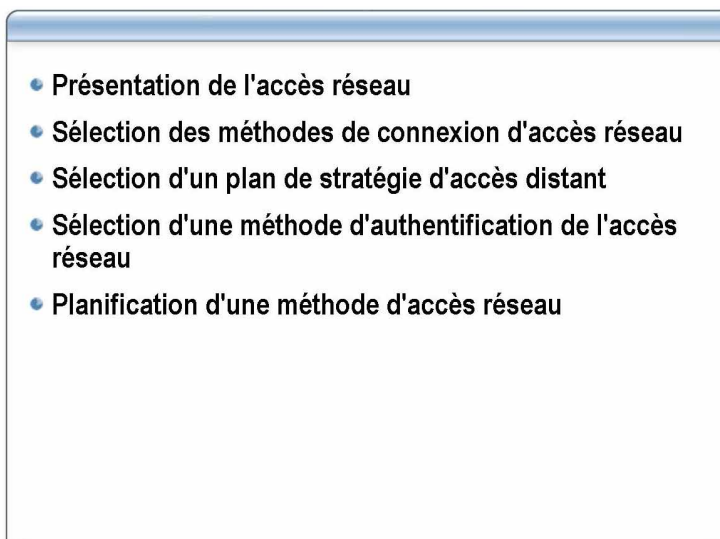 Présentation de l'accès réseau
Sélection des méthodes de connexion d'accès réseau
Sélection d'un plan de stratégie d'accès distant
Sélection d'une méthode d'authentification de l'accès
réseau
Planification d'une méthode d'accès réseau